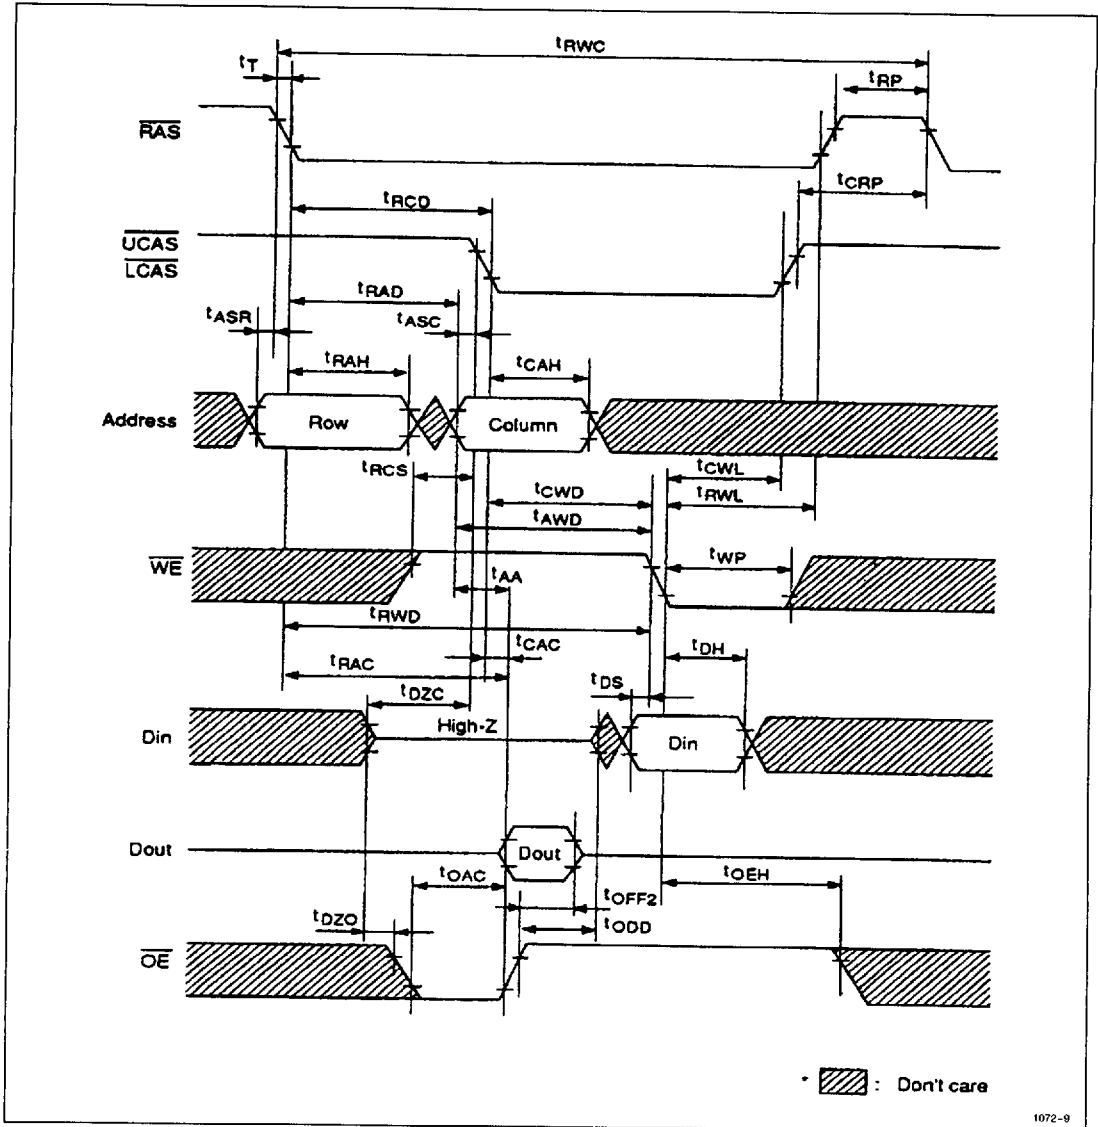 tRWC
tT
tRP
RAS
tCRP
tRCD
UCAS
LCAS
tRAD
tASR
tASC
tRAH
tCAH
Address
Row
Column
tRCS
tCWL
tCWD
tRWL
tAWD
WE
tWP
tAA
tRWD
tCAC
tDH
tRAC
tDS
tDZC
High-Z
Din
Din
Dout
Dout
tOAC
tOEH
tOFF2
tDZO
tODD
OE
* : Don't care
1072-9